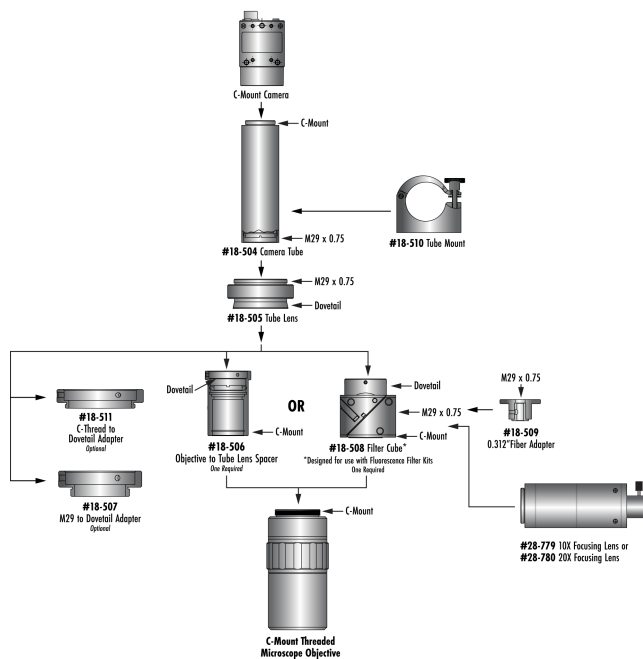 C-Mount Camera
C-Mount
M29 x 0.75
#18-504 Camera Tube
#18-510 Tube Mount
M29 x 0.75
Dovetail
#18-505 Tube Lens
Dovetail
C-Mount
#18-506
Objective to Tube Lens Spacer
One Required
OR
Dovetail
M29 x 0.75
C-Mount
#18-508 Filter Cube*
*Designed for use with Fluorescence Filter Kits
One Required
M29 x 0.75
#18-509
0.312"Fiber Adapter
#18-511
C-Thread to
Dovetail Adapter
Optional
#18-507
M29 to Dovetail Adapter
Optional
#28-779 10X Focusing Lens or
#28-780 20X Focusing Lens
C-Mount
C-Mount Threaded
Microscope Objective